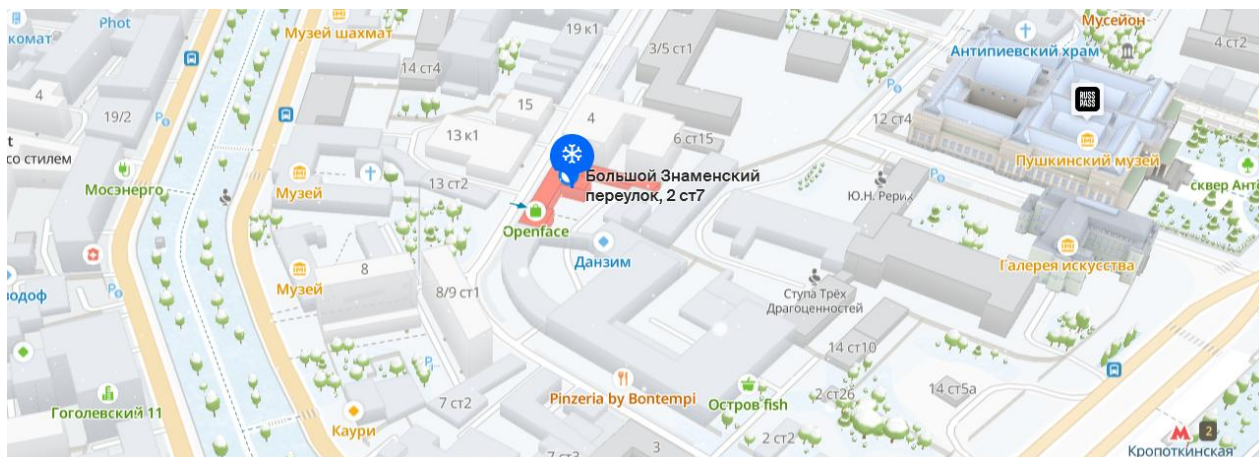 Phot
комат
Музей шахмат
19 к1
3/5 ст1
Мусейон
Антипиевский храм
4 ст2
14 ст4
4
19/2
P
15
4
12 ст4
RUSS
PASS
13 к1
6 ст15
Пушкинский музей
со стилем
Мосэнерго
Музей
13 ст2
Большой Знаменский
переулок, 2 ст7
Ю.Н. Рерих
P
сквер Ант
Openface
Данзим
Галерея искусства
Музей
8
8/9 ст1
Ступа Трёх
Драгоценностей
водоф
P
14 ст10
P
Pinzeria by Bontempi
Остров fish
2 ст26
14 ст5а
Гоголевский 11
7 ст2
Каури
2 ст2
3
7 ст3
М
2
Кропоткинская